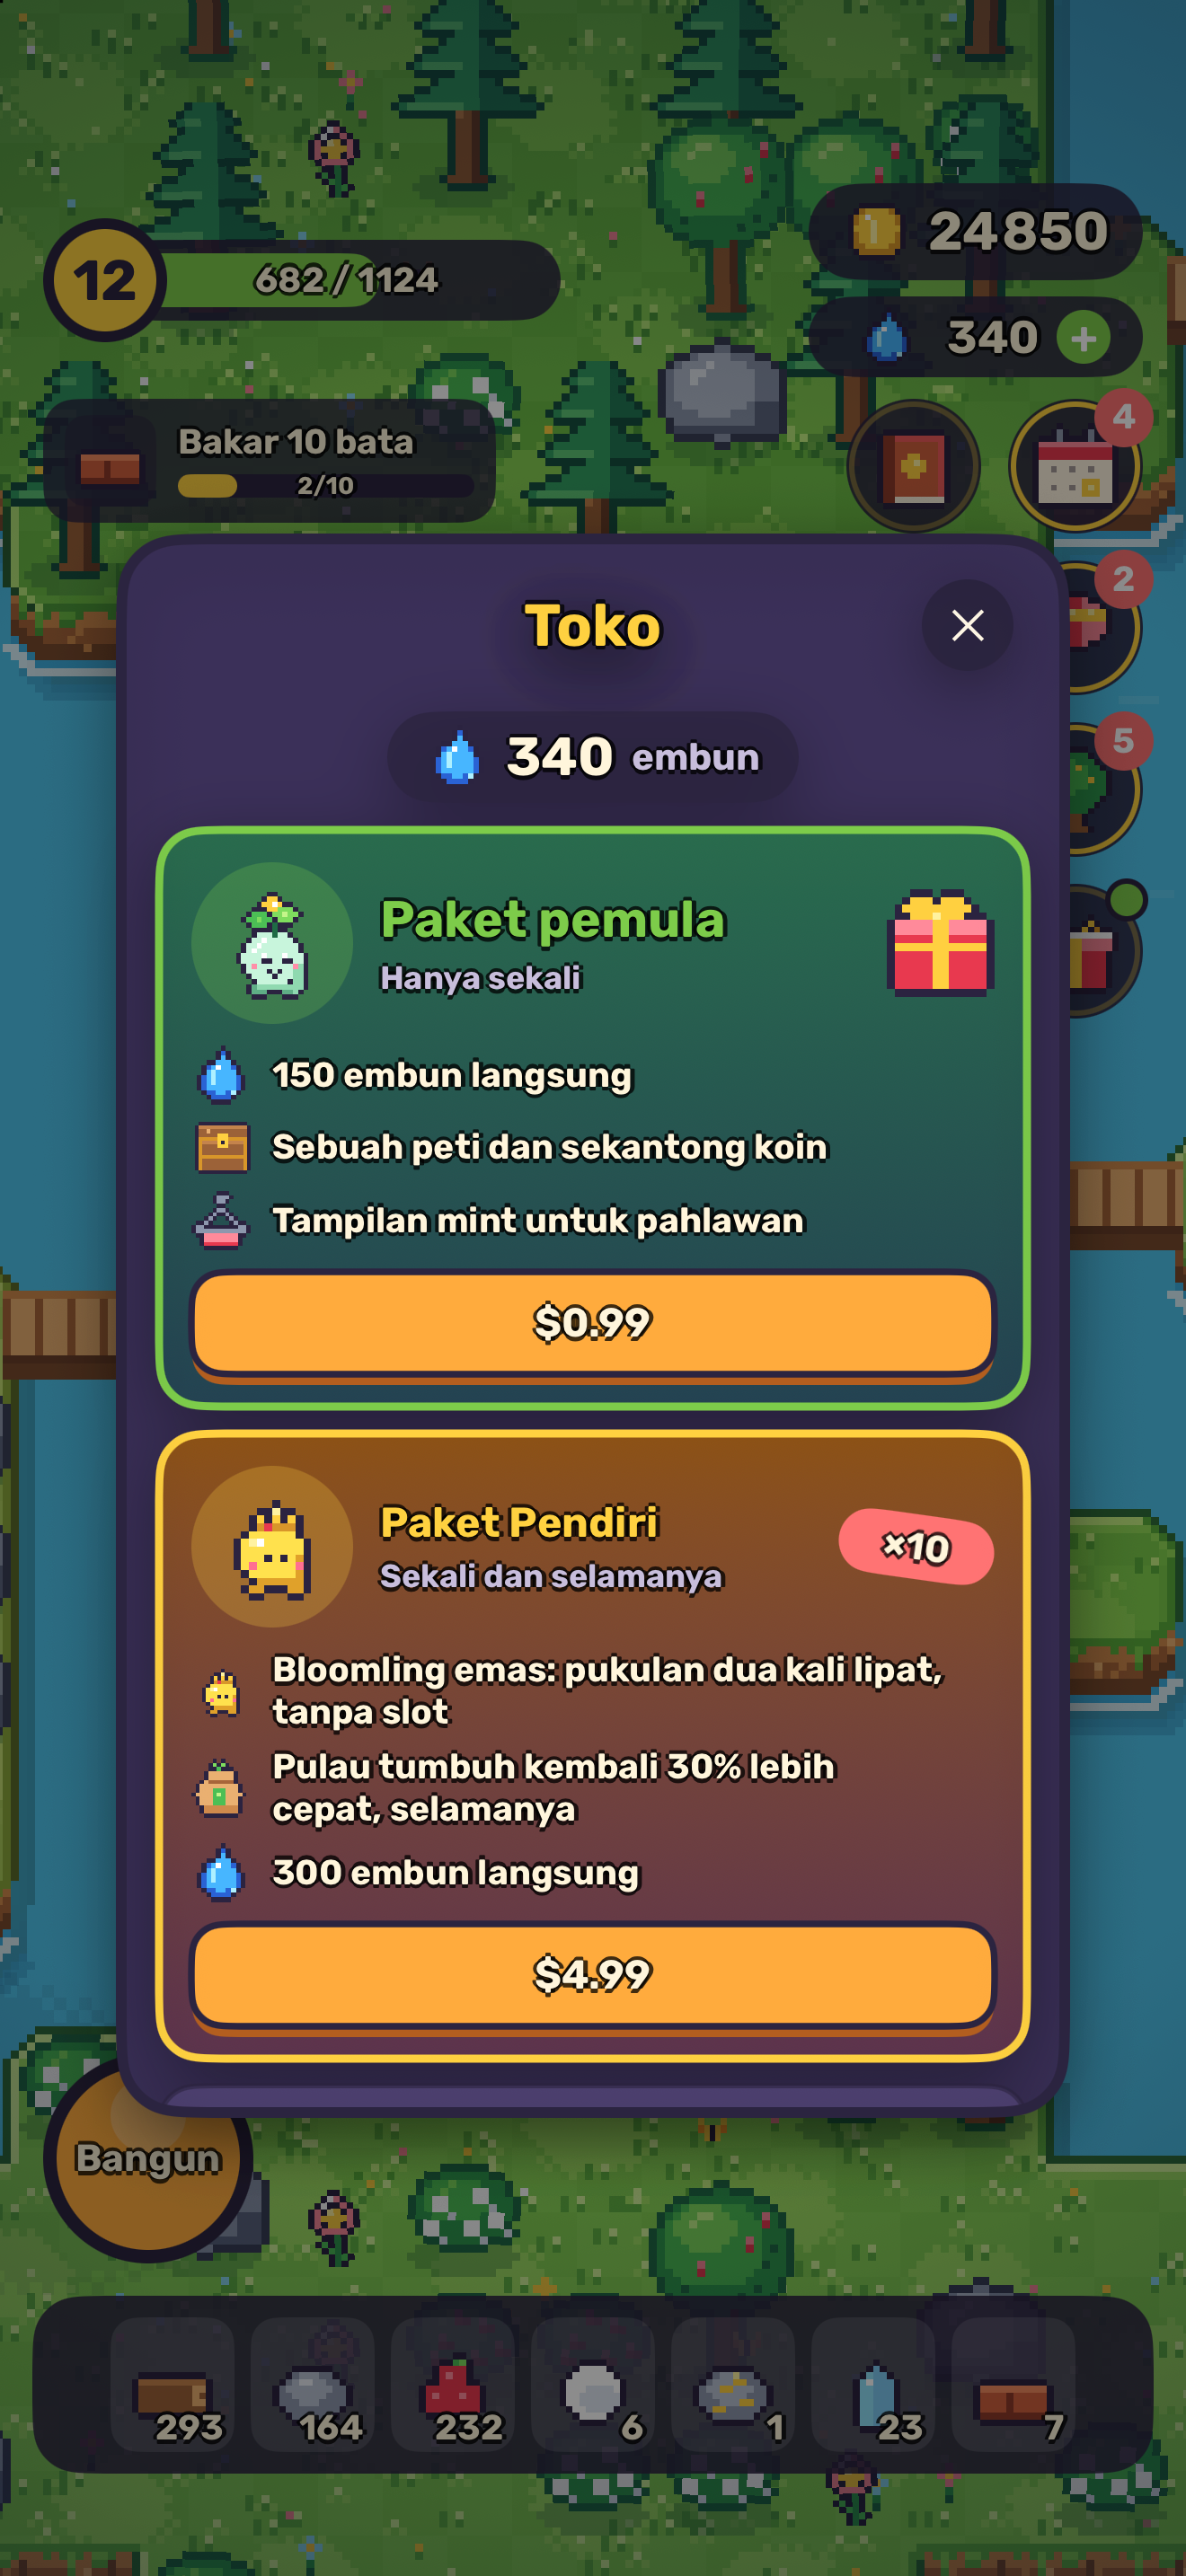 24850
12
682 / 1124
340
+
Bakar 10 bata
2/10
4
2
5
Toko
340 embun
Paket pemula
Hanya sekali
150 embun langsung
Sebuah peti dan sekantong koin
Tampilan mint untuk pahlawan
$0.99
Paket Pendiri
Sekali dan selamanya
×10
Bloomling emas: pukulan dua kali lipat,
tanpa slot
Pulau tumbuh kembali 30% lebih
cepat, selamanya
300 embun langsung
$4.99
Bangun
293
164
232
6
1
23
7